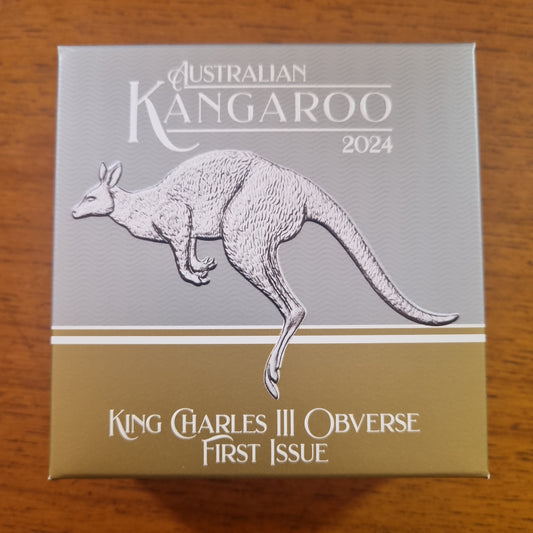 AUSTRALIAN
KANGAROO
2024
KING CHARLES III OBVERSE
FIRST ISSUE